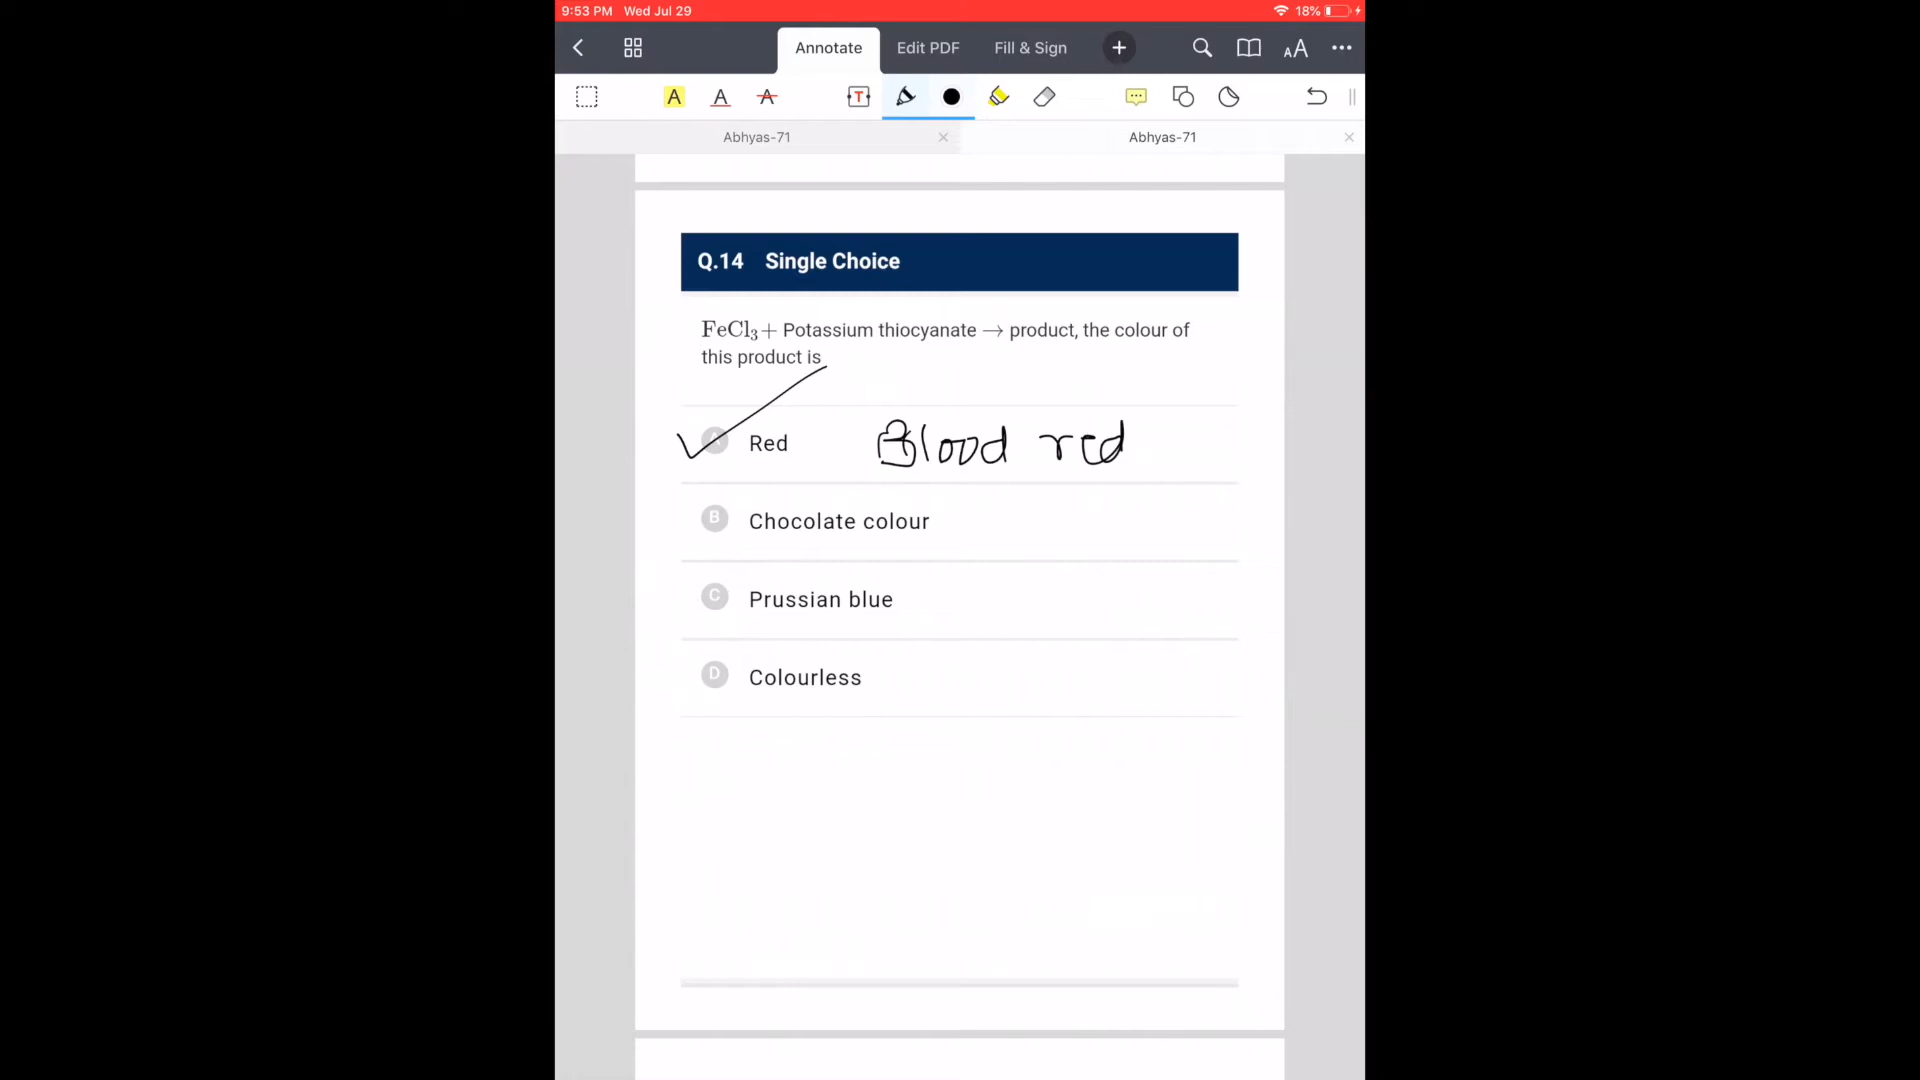 9:53 PM Wed Jul 29 18%
Annotate Edit PDF Fill & Sign
A A A T AA
Abhyas-71 Abhyas-71
Q.14 Single Choice
FeCl₃+ Potassium thiocyanate → product, the colour of
this product is
A Red Blood red
B Chocolate colour
C Prussian blue
D Colourless